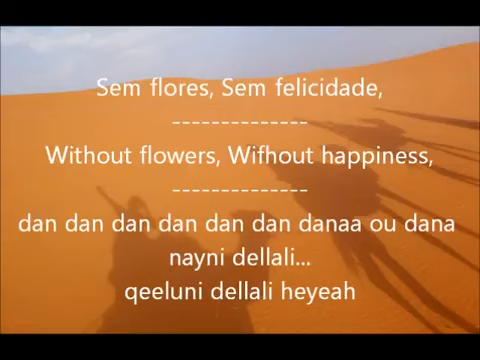 Sem flores, Sem felicidade,
--------------
Without flowers, Wifhout happiness,
--------------
dan dan dan dan dan dan danaa ou dana
nayni dellali...
qeeluni dellali heyeah